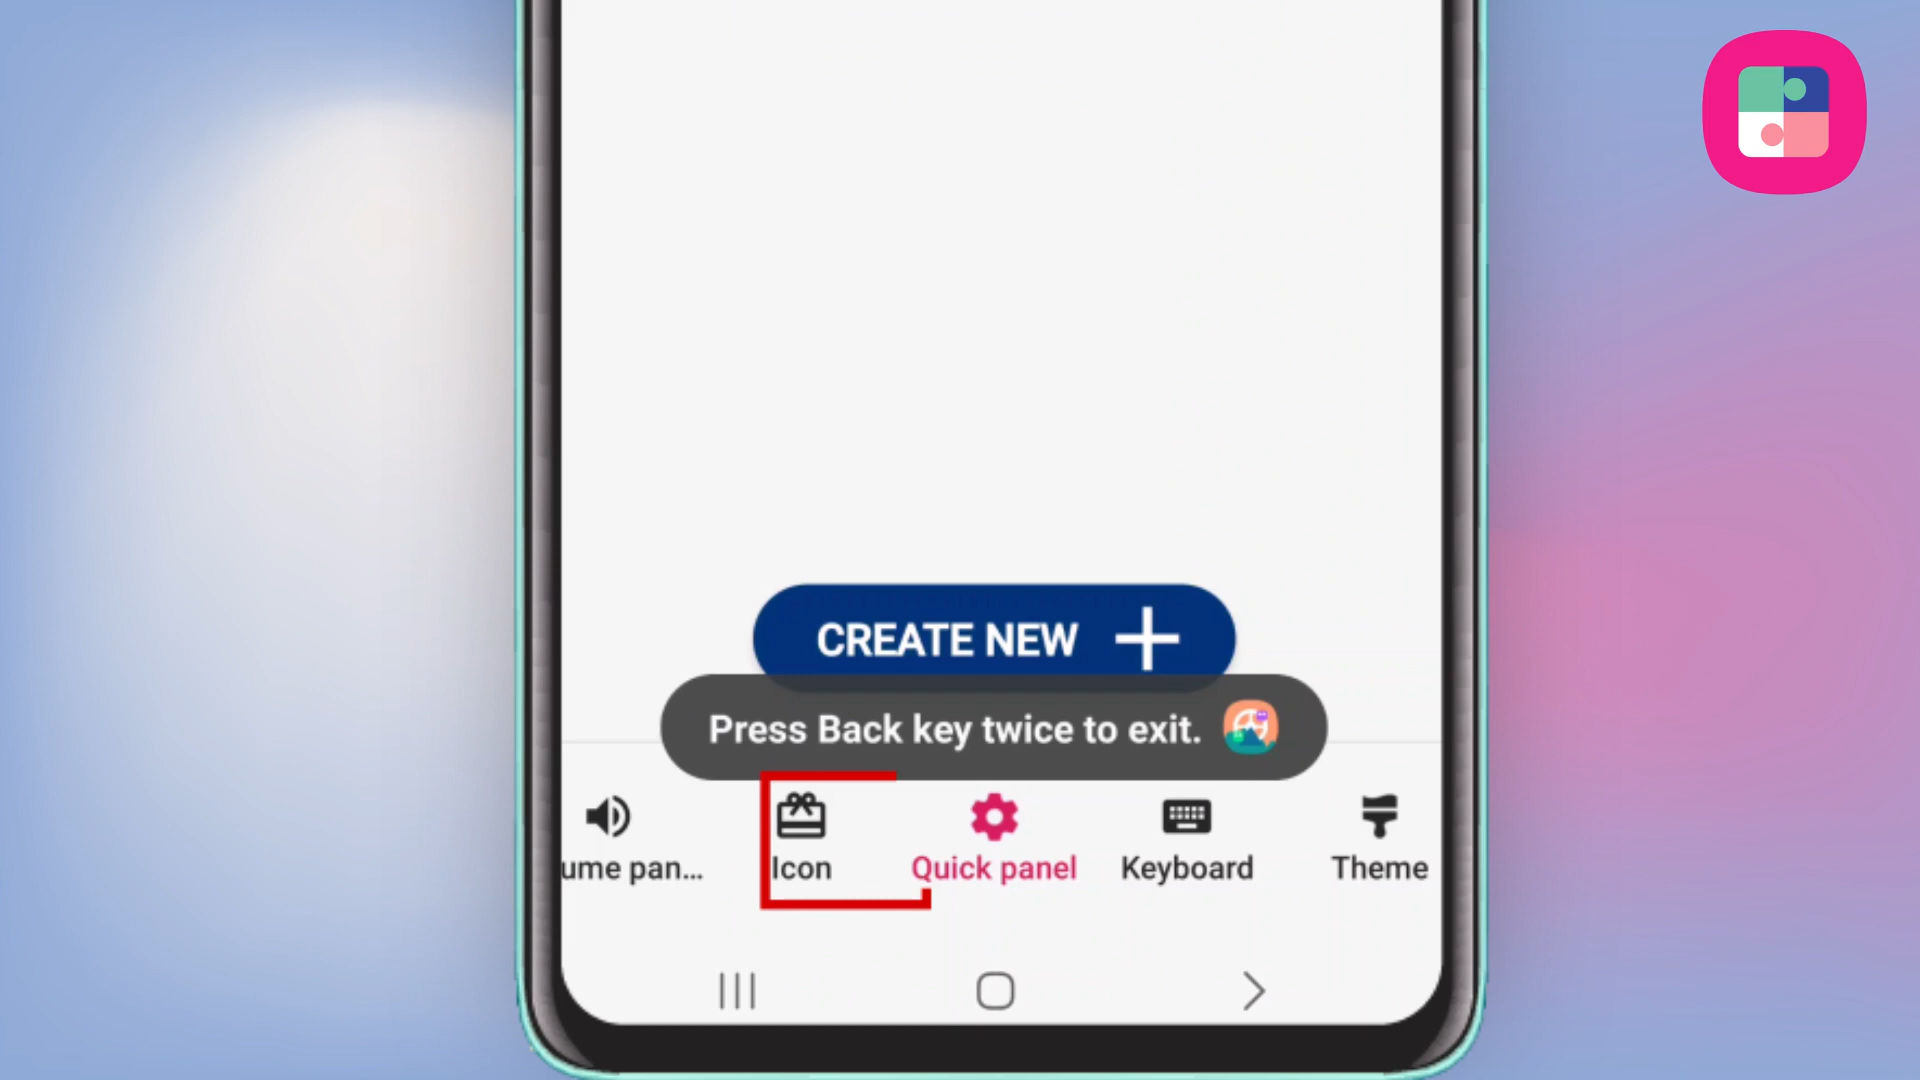 CREATE NEW
Press Back key twice to exit.
ume pan...
Icon
Quick panel
Keyboard
Theme